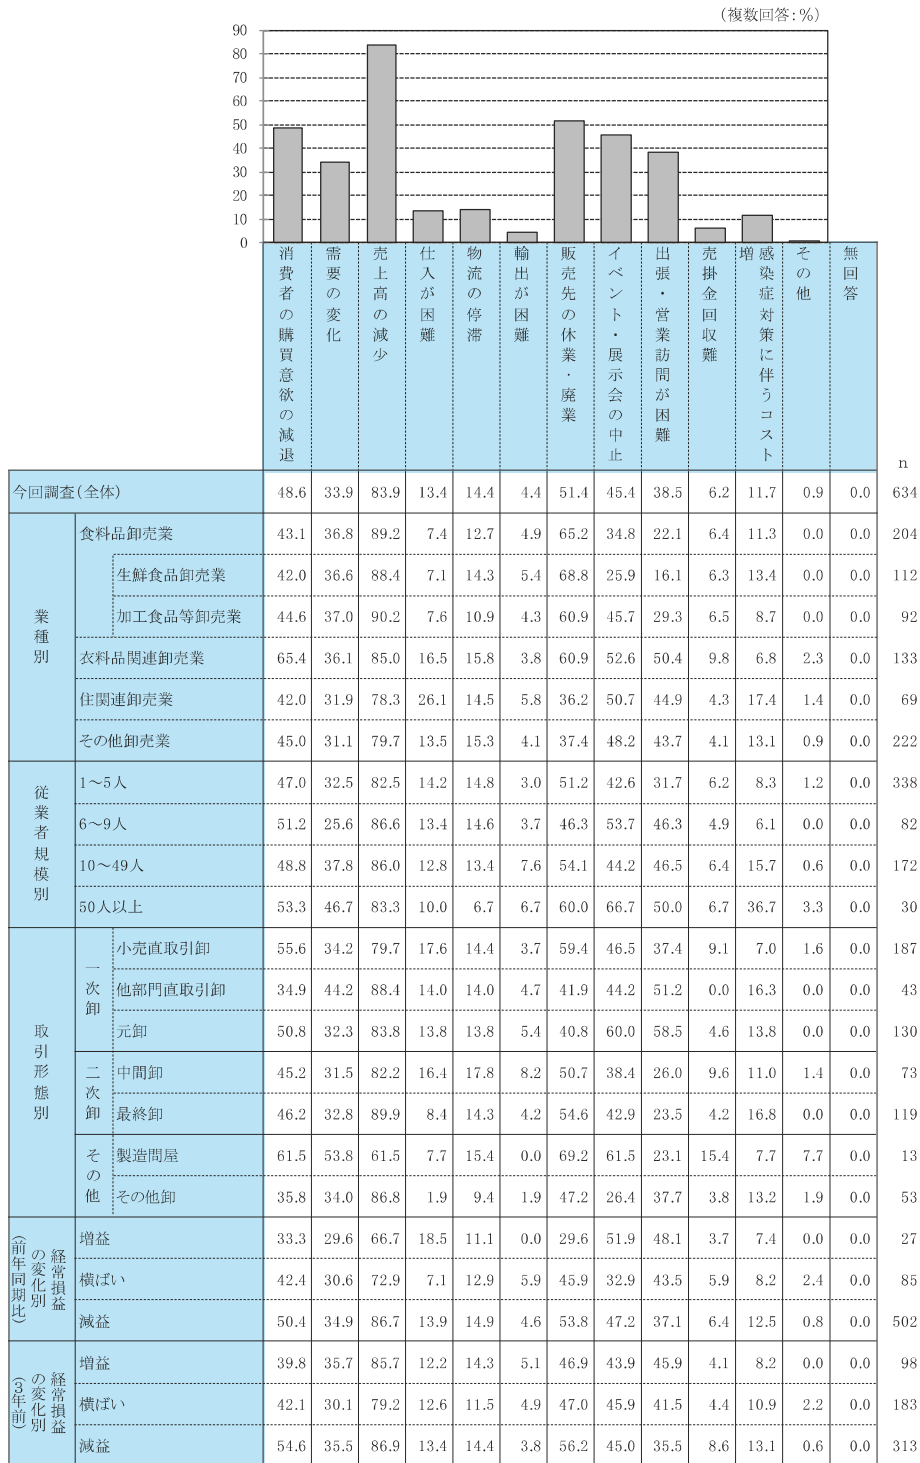 (複数回答:%)
90
80
70
60
50
40
30
20
10
0
消費者の購買意欲の減退
需要の変化
売上高の減少
仕入が困難
物流の停滞
輸出が困難
販売先の休業・廃業
イベント・展示会の中止
出張・営業訪問が困難
売掛金回収難
感染症対策に伴うコスト
増
その他
無回答
n
今回調査(全体) 48.6 33.9 83.9 13.4 14.4 4.4 51.4 45.4 38.5 6.2 11.7 0.9 0.0 634
業種別
食料品卸売業 43.1 36.8 89.2 7.4 12.7 4.9 65.2 34.8 22.1 6.4 11.3 0.0 0.0 204
生鮮食品卸売業 42.0 36.6 88.4 7.1 14.3 5.4 68.8 25.9 16.1 6.3 13.4 0.0 0.0 112
加工食品等卸売業 44.6 37.0 90.2 7.6 10.9 4.3 60.9 45.7 29.3 6.5 8.7 0.0 0.0 92
衣料品関連卸売業 65.4 36.1 85.0 16.5 15.8 3.8 60.9 52.6 50.4 9.8 6.8 2.3 0.0 133
住関連卸売業 42.0 31.9 78.3 26.1 14.5 5.8 36.2 50.7 44.9 4.3 17.4 1.4 0.0 69
その他卸売業 45.0 31.1 79.7 13.5 15.3 4.1 37.4 48.2 43.7 4.1 13.1 0.9 0.0 222
従業者規模別
1~5人 47.0 32.5 82.5 14.2 14.8 3.0 51.2 42.6 31.7 6.2 8.3 1.2 0.0 338
6~9人 51.2 25.6 86.6 13.4 14.6 3.7 46.3 53.7 46.3 4.9 6.1 0.0 0.0 82
10~49人 48.8 37.8 86.0 12.8 13.4 7.6 54.1 44.2 46.5 6.4 15.7 0.6 0.0 172
50人以上 53.3 46.7 83.3 10.0 6.7 6.7 60.0 66.7 50.0 6.7 36.7 3.3 0.0 30
取引形態別
一次卸
小売直取引卸 55.6 34.2 79.7 17.6 14.4 3.7 59.4 46.5 37.4 9.1 7.0 1.6 0.0 187
他部門直取引卸 34.9 44.2 88.4 14.0 14.0 4.7 41.9 44.2 51.2 0.0 16.3 0.0 0.0 43
元卸 50.8 32.3 83.8 13.8 13.8 5.4 40.8 60.0 58.5 4.6 13.8 0.0 0.0 130
二次卸
中間卸 45.2 31.5 82.2 16.4 17.8 8.2 50.7 38.4 26.0 9.6 11.0 1.4 0.0 73
最終卸 46.2 32.8 89.9 8.4 14.3 4.2 54.6 42.9 23.5 4.2 16.8 0.0 0.0 119
その他
製造問屋 61.5 53.8 61.5 7.7 15.4 0.0 69.2 61.5 23.1 15.4 7.7 7.7 0.0 13
その他卸 35.8 34.0 86.8 1.9 9.4 1.9 47.2 26.4 37.7 3.8 13.2 1.9 0.0 53
経常損益
の変化別
(前年同期比)
増益 33.3 29.6 66.7 18.5 11.1 0.0 29.6 51.9 48.1 3.7 7.4 0.0 0.0 27
横ばい 42.4 30.6 72.9 7.1 12.9 5.9 45.9 32.9 43.5 5.9 8.2 2.4 0.0 85
減益 50.4 34.9 86.7 13.9 14.9 4.6 53.8 47.2 37.1 6.4 12.5 0.8 0.0 502
経常損益
の変化別
(3年前)
増益 39.8 35.7 85.7 12.2 14.3 5.1 46.9 43.9 45.9 4.1 8.2 0.0 0.0 98
横ばい 42.1 30.1 79.2 12.6 11.5 4.9 47.0 45.9 41.5 4.4 10.9 2.2 0.0 183
減益 54.6 35.5 86.9 13.4 14.4 3.8 56.2 45.0 35.5 8.6 13.1 0.6 0.0 313